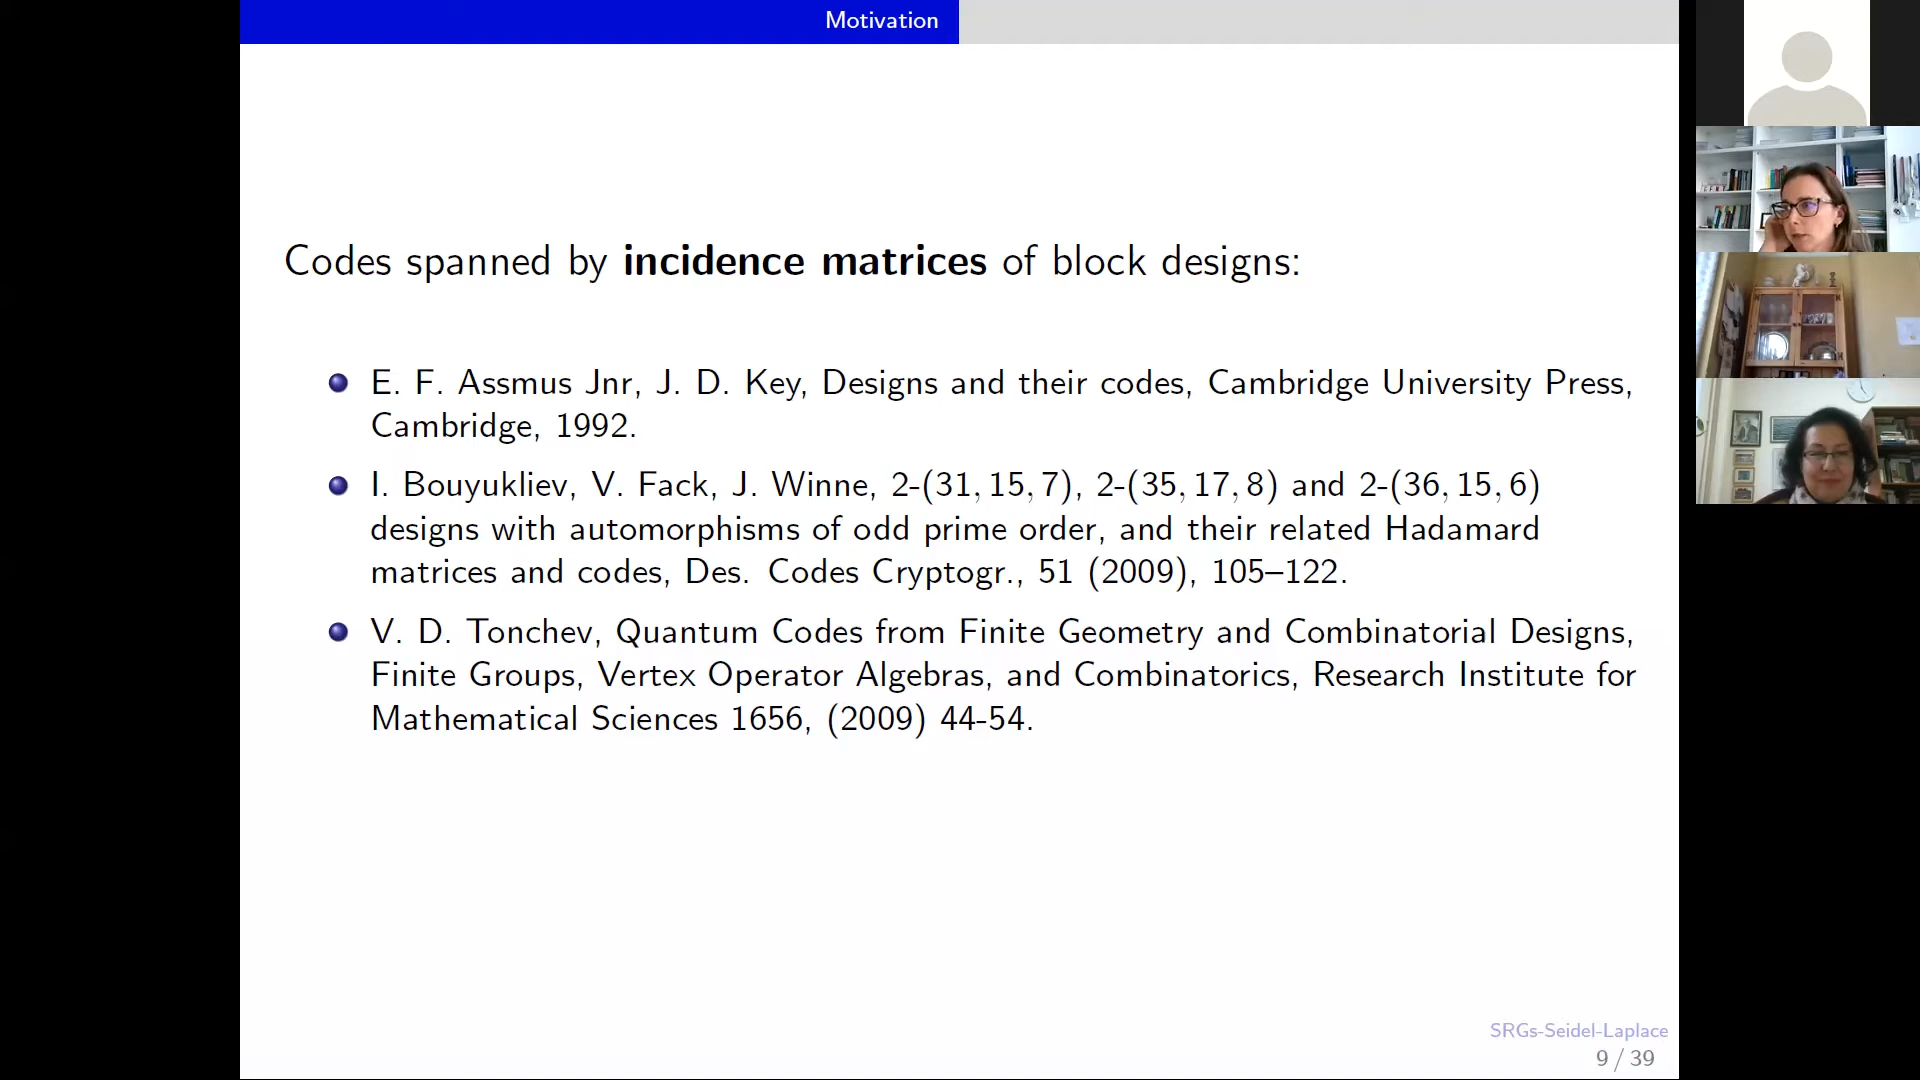 Motivation
Codes spanned by incidence matrices of block designs:
E. F. Assmus Jnr, J. D. Key, Designs and their codes, Cambridge University Press,
Cambridge, 1992.
I. Bouyukliev, V. Fack, J. Winne, 2-(31, 15, 7), 2-(35, 17, 8) and 2-(36, 15, 6)
designs with automorphisms of odd prime order, and their related Hadamard
matrices and codes, Des. Codes Cryptogr., 51 (2009), 105–122.
V. D. Tonchev, Quantum Codes from Finite Geometry and Combinatorial Designs,
Finite Groups, Vertex Operator Algebras, and Combinatorics, Research Institute for
Mathematical Sciences 1656, (2009) 44-54.
SRGs-Seidel-Laplace
9 / 39